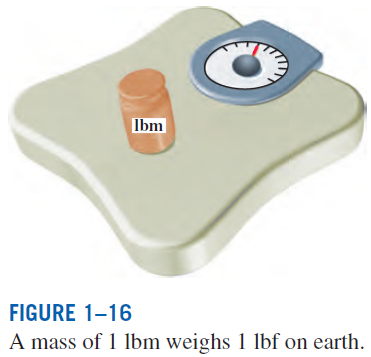 lbm
FIGURE 1–16
A mass of 1 lbm weighs 1 lbf on earth.